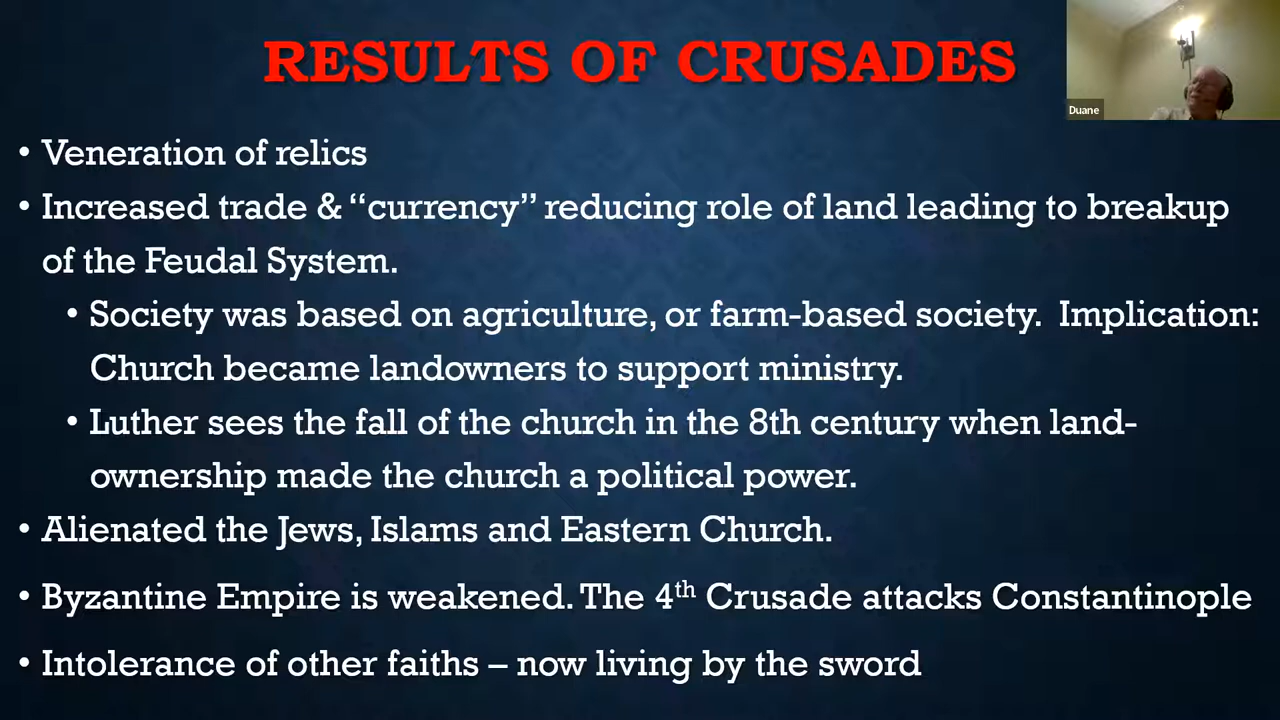 RESULTS OF CRUSADES
Duane
• Veneration of relics
• Increased trade & “currency” reducing role of land leading to breakup
of the Feudal System.
• Society was based on agriculture, or farm-based society.  Implication:
Church became landowners to support ministry.
• Luther sees the fall of the church in the 8th century when land-
ownership made the church a political power.
• Alienated the Jews, Islams and Eastern Church.
• Byzantine Empire is weakened. The 4th Crusade attacks Constantinople
• Intolerance of other faiths – now living by the sword